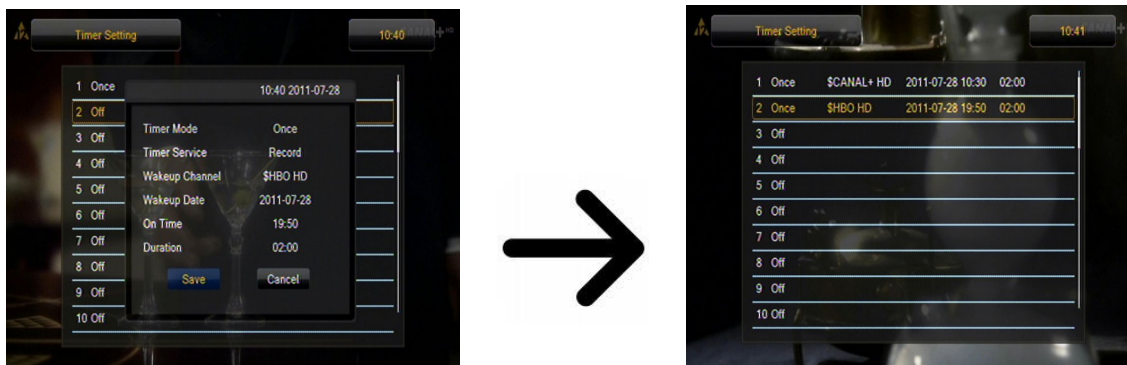 Timer Setting
10:40
1 Once
10:40 2011-07-28
2 Off
3 Off
4 Off
5 Off
6 Off
7 Off
8 Off
9 Off
10 Off
Timer Mode Once
Timer Service Record
Wakeup Channel $HBO HD
Wakeup Date 2011-07-28
On Time 19:50
Duration 02:00
Save Cancel
Timer Setting
10:41
CANAL+
1 Once $CANAL+ HD 2011-07-28 10:30 02:00
2 Once $HBO HD 2011-07-28 19:50 02:00
3 Off
4 Off
5 Off
6 Off
7 Off
8 Off
9 Off
10 Off